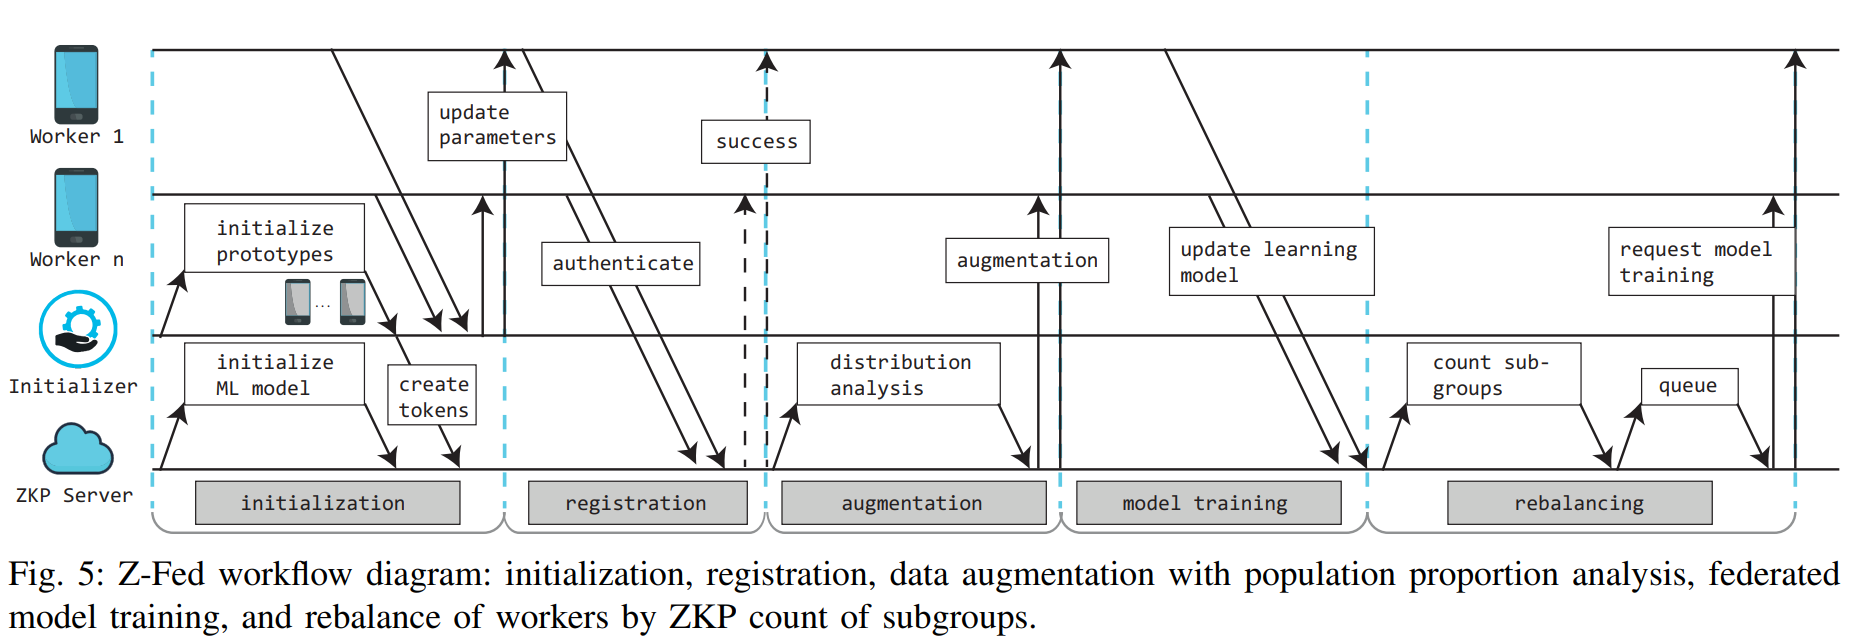 Worker 1
Worker n
Initializer
ZKP Server
update
parameters
success
initialize
prototypes
...
authenticate
augmentation
update learning
model
request model
training
initialize
ML model
create
tokens
distribution
analysis
count sub-
groups
queue
initialization
registration
augmentation
model training
rebalancing
Fig. 5: Z-Fed workflow diagram: initialization, registration, data augmentation with population proportion analysis, federated
model training, and rebalance of workers by ZKP count of subgroups.